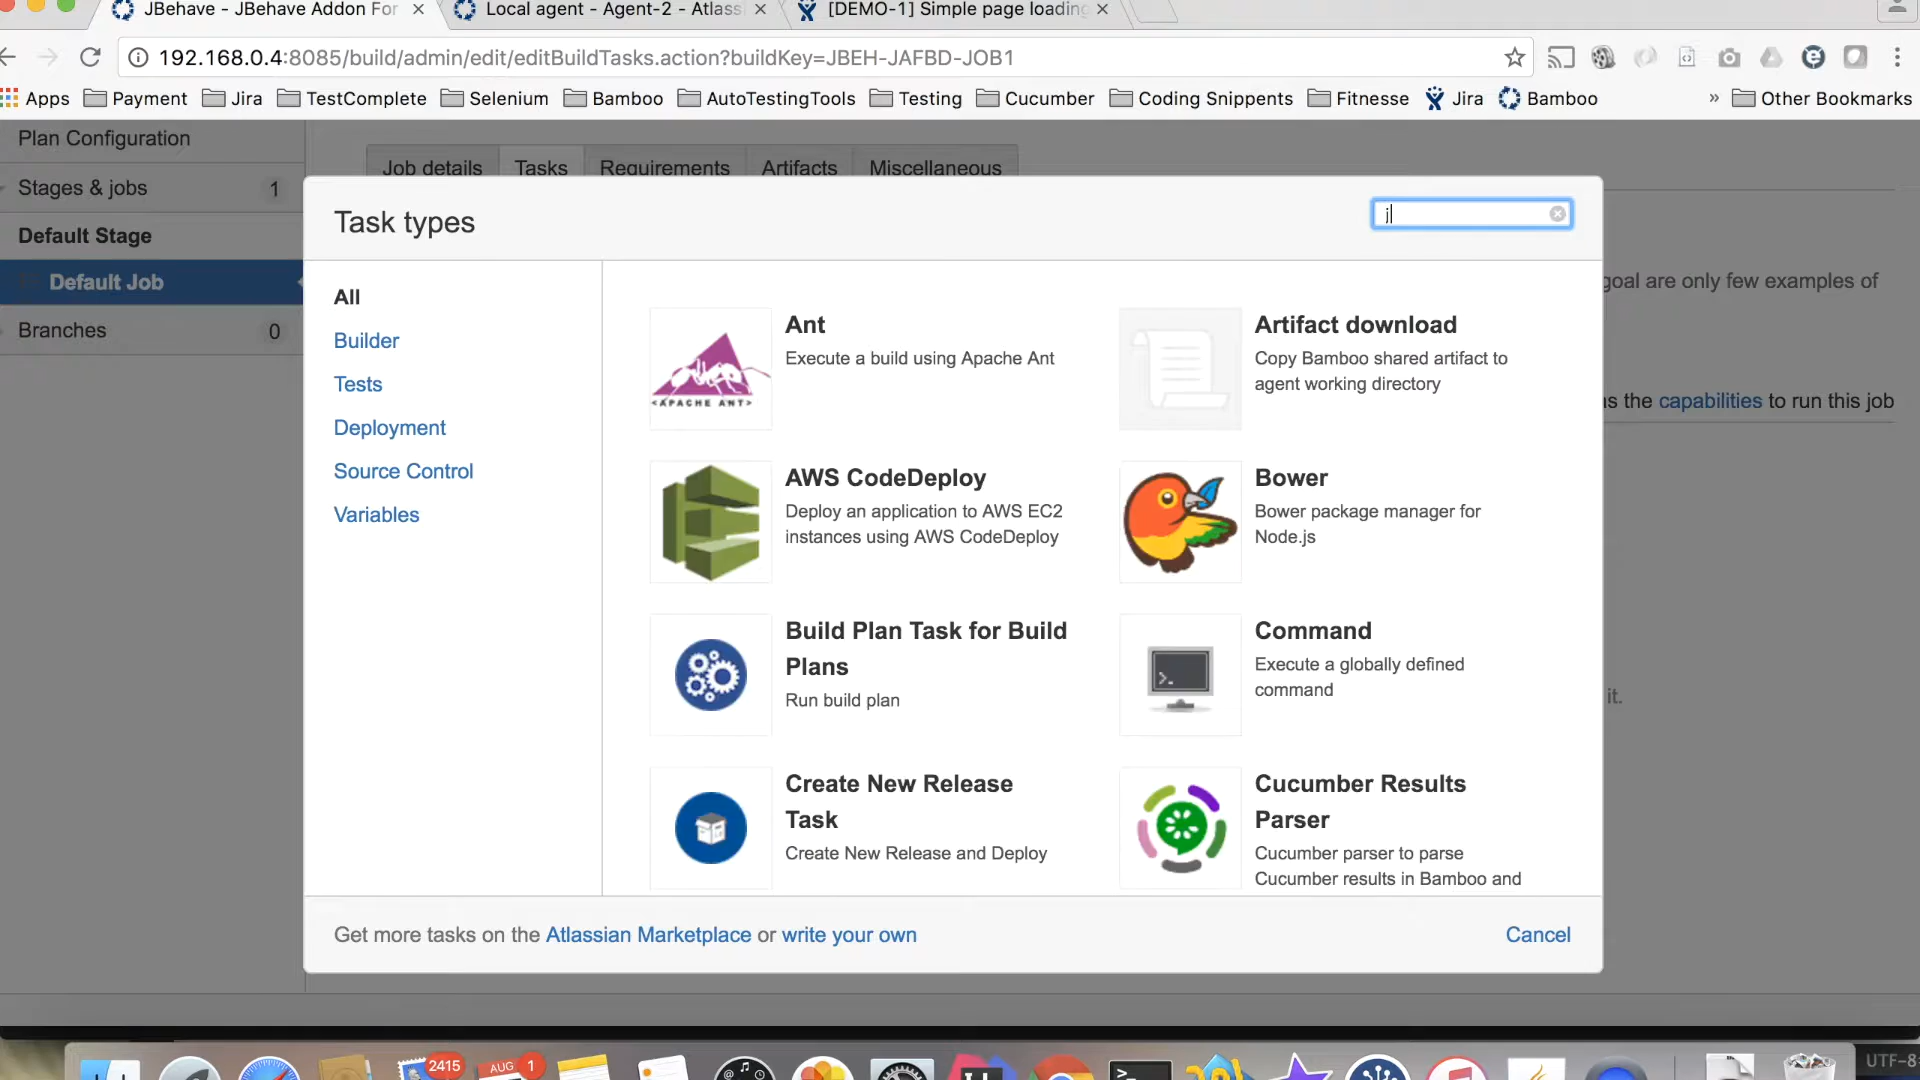 JBehave - JBehave Addon For
Local agent - Agent-2 - Atlass
[DEMO-1] Simple page loading
192.168.0.4:8085/build/admin/edit/editBuildTasks.action?buildKey=JBEH-JAFBD-JOB1
Apps Payment Jira TestComplete Selenium Bamboo AutoTestingTools Testing Cucumber Coding Snippents Fitnesse Jira Bamboo » Other Bookmarks
Plan Configuration
Stages & jobs 1
Default Stage
Default Job
Branches 0
Job details Tasks Requirements Artifacts Miscellaneous
goal are only few examples of
as the capabilities to run this job
it.
Task types
j
All
Builder
Tests
Deployment
Source Control
Variables
Ant
Execute a build using Apache Ant
<APACHE ANT>
Artifact download
Copy Bamboo shared artifact to
agent working directory
AWS CodeDeploy
Deploy an application to AWS EC2
instances using AWS CodeDeploy
Bower
Bower package manager for
Node.js
Build Plan Task for Build
Plans
Run build plan
Command
Execute a globally defined
command
>_
Create New Release
Task
Create New Release and Deploy
Cucumber Results
Parser
Cucumber parser to parse
Cucumber results in Bamboo and
Get more tasks on the Atlassian Marketplace or write your own
Cancel
2415
AUG
1
UTF-8